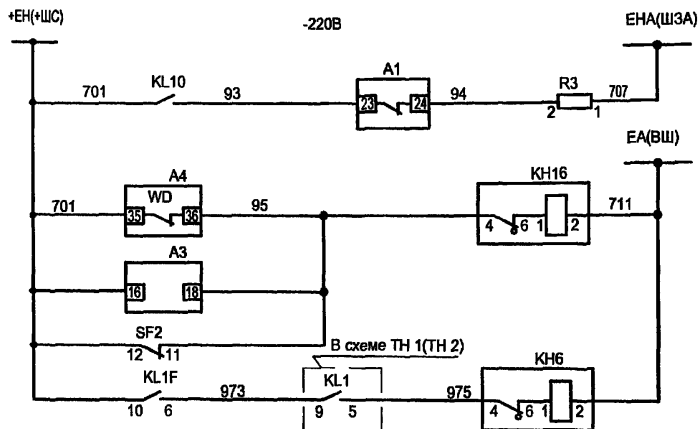 +EH(+ШС)
-220В
ЕНА(ШЗА)
701
KL10
93
A1
23
24
94
R3
2
1
707
ЕА(ВШ)
A4
701
WD
35
36
95
KH16
4
6
1
2
711
A3
16
18
SF2
12
11
В схеме ТН 1(ТН 2)
KL1F
10
6
973
KL1
9
5
975
KH6
4
6
1
2